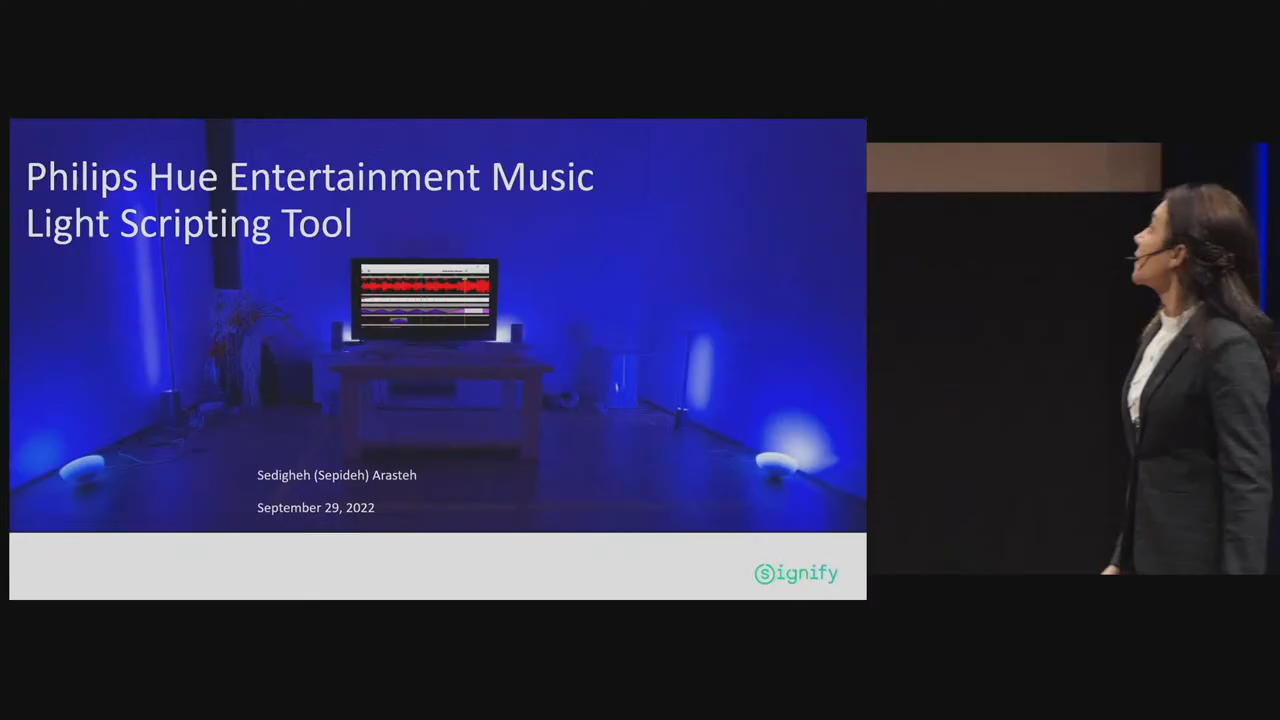 Philips Hue Entertainment Music
Light Scripting Tool
Sedigheh (Sepideh) Arasteh
September 29, 2022
signify